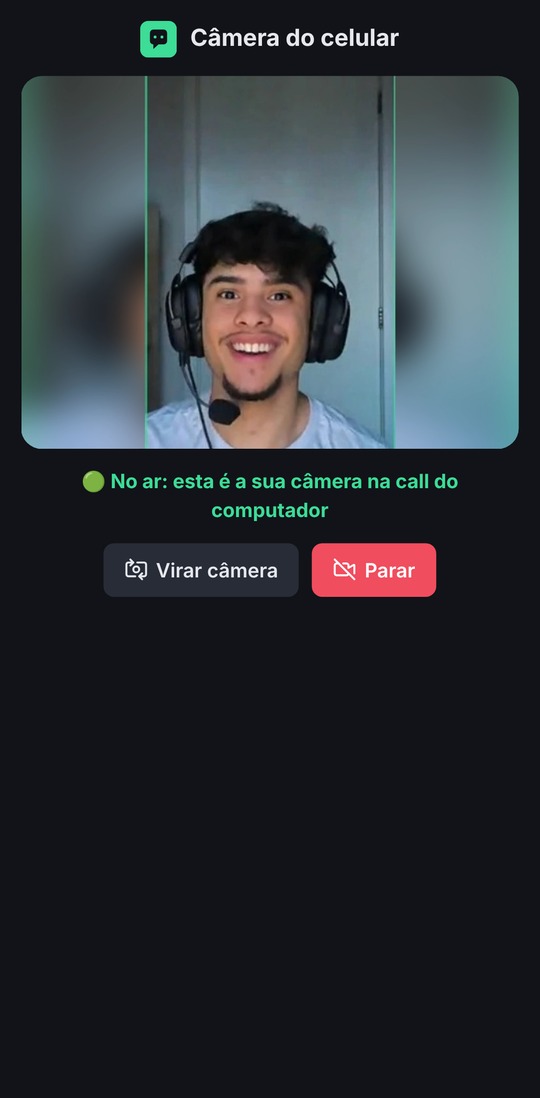 Câmera do celular
🟢 No ar: esta é a sua câmera na call do
computador
Virar câmera
Parar